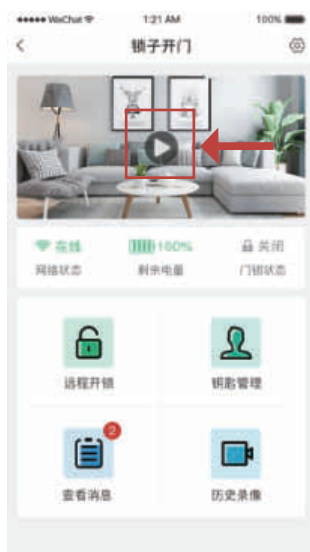 WeChat 1:21 AM 100%
锁子开门
在线 100% 关闭
网络状态 剩余电量 门锁状态
远程开锁 钥匙管理
2
查看消息 历史录像